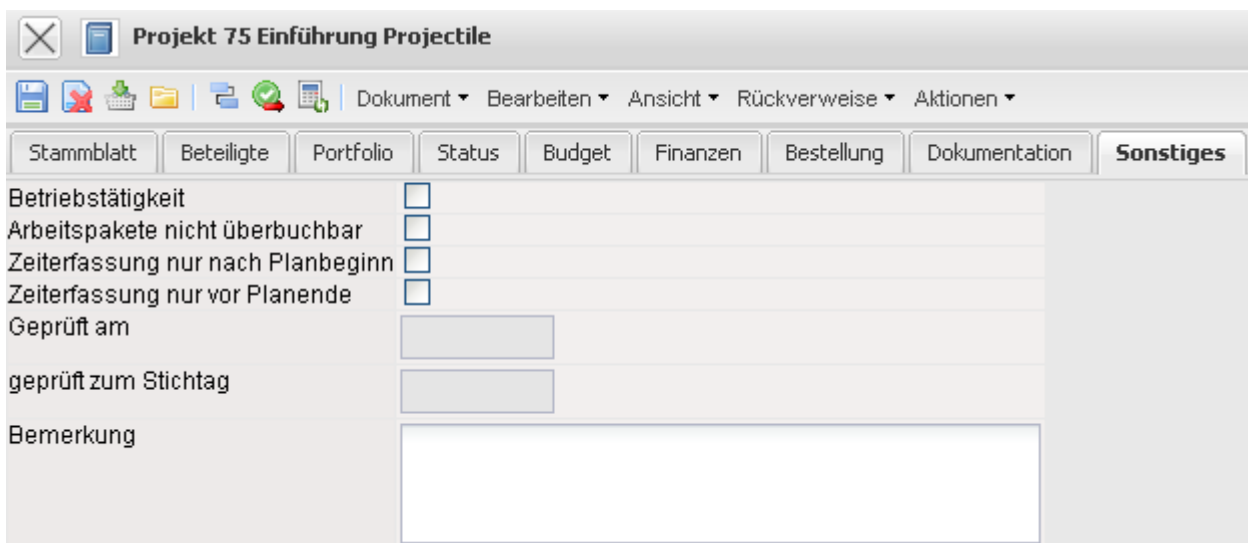 Projekt 75 Einführung Projectile
Dokument Bearbeiten Ansicht Rückverweise Aktionen
Stammblatt Beteiligte Portfolio Status Budget Finanzen Bestellung Dokumentation Sonstiges
Betriebstätigkeit
Arbeitspakete nicht überbuchbar
Zeiterfassung nur nach Planbeginn
Zeiterfassung nur vor Planende
Geprüft am
geprüft zum Stichtag
Bemerkung